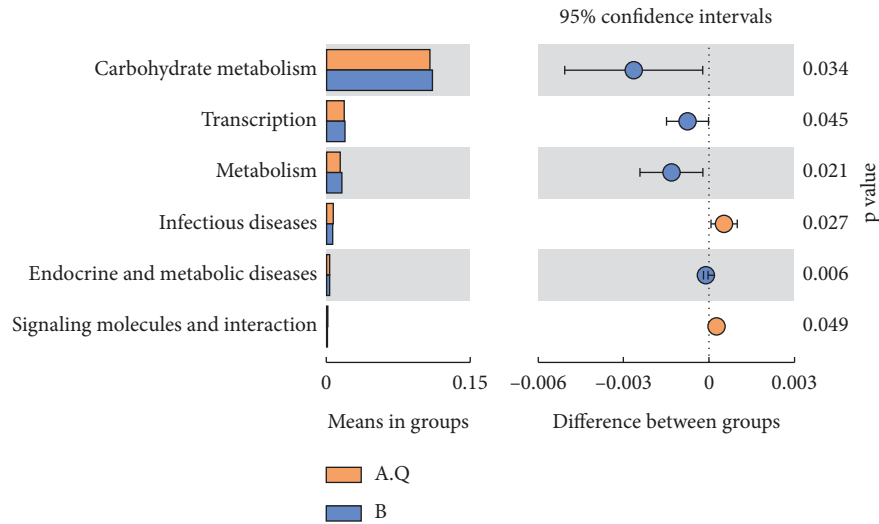 95% confidence intervals
Carbohydrate metabolism 0.034
Transcription 0.045
Metabolism 0.021
Infectious diseases 0.027
Endocrine and metabolic diseases 0.006
Signaling molecules and interaction 0.049
p value
0 0.15 −0.006 −0.003 0 0.003
Means in groups Difference between groups
A.Q
B